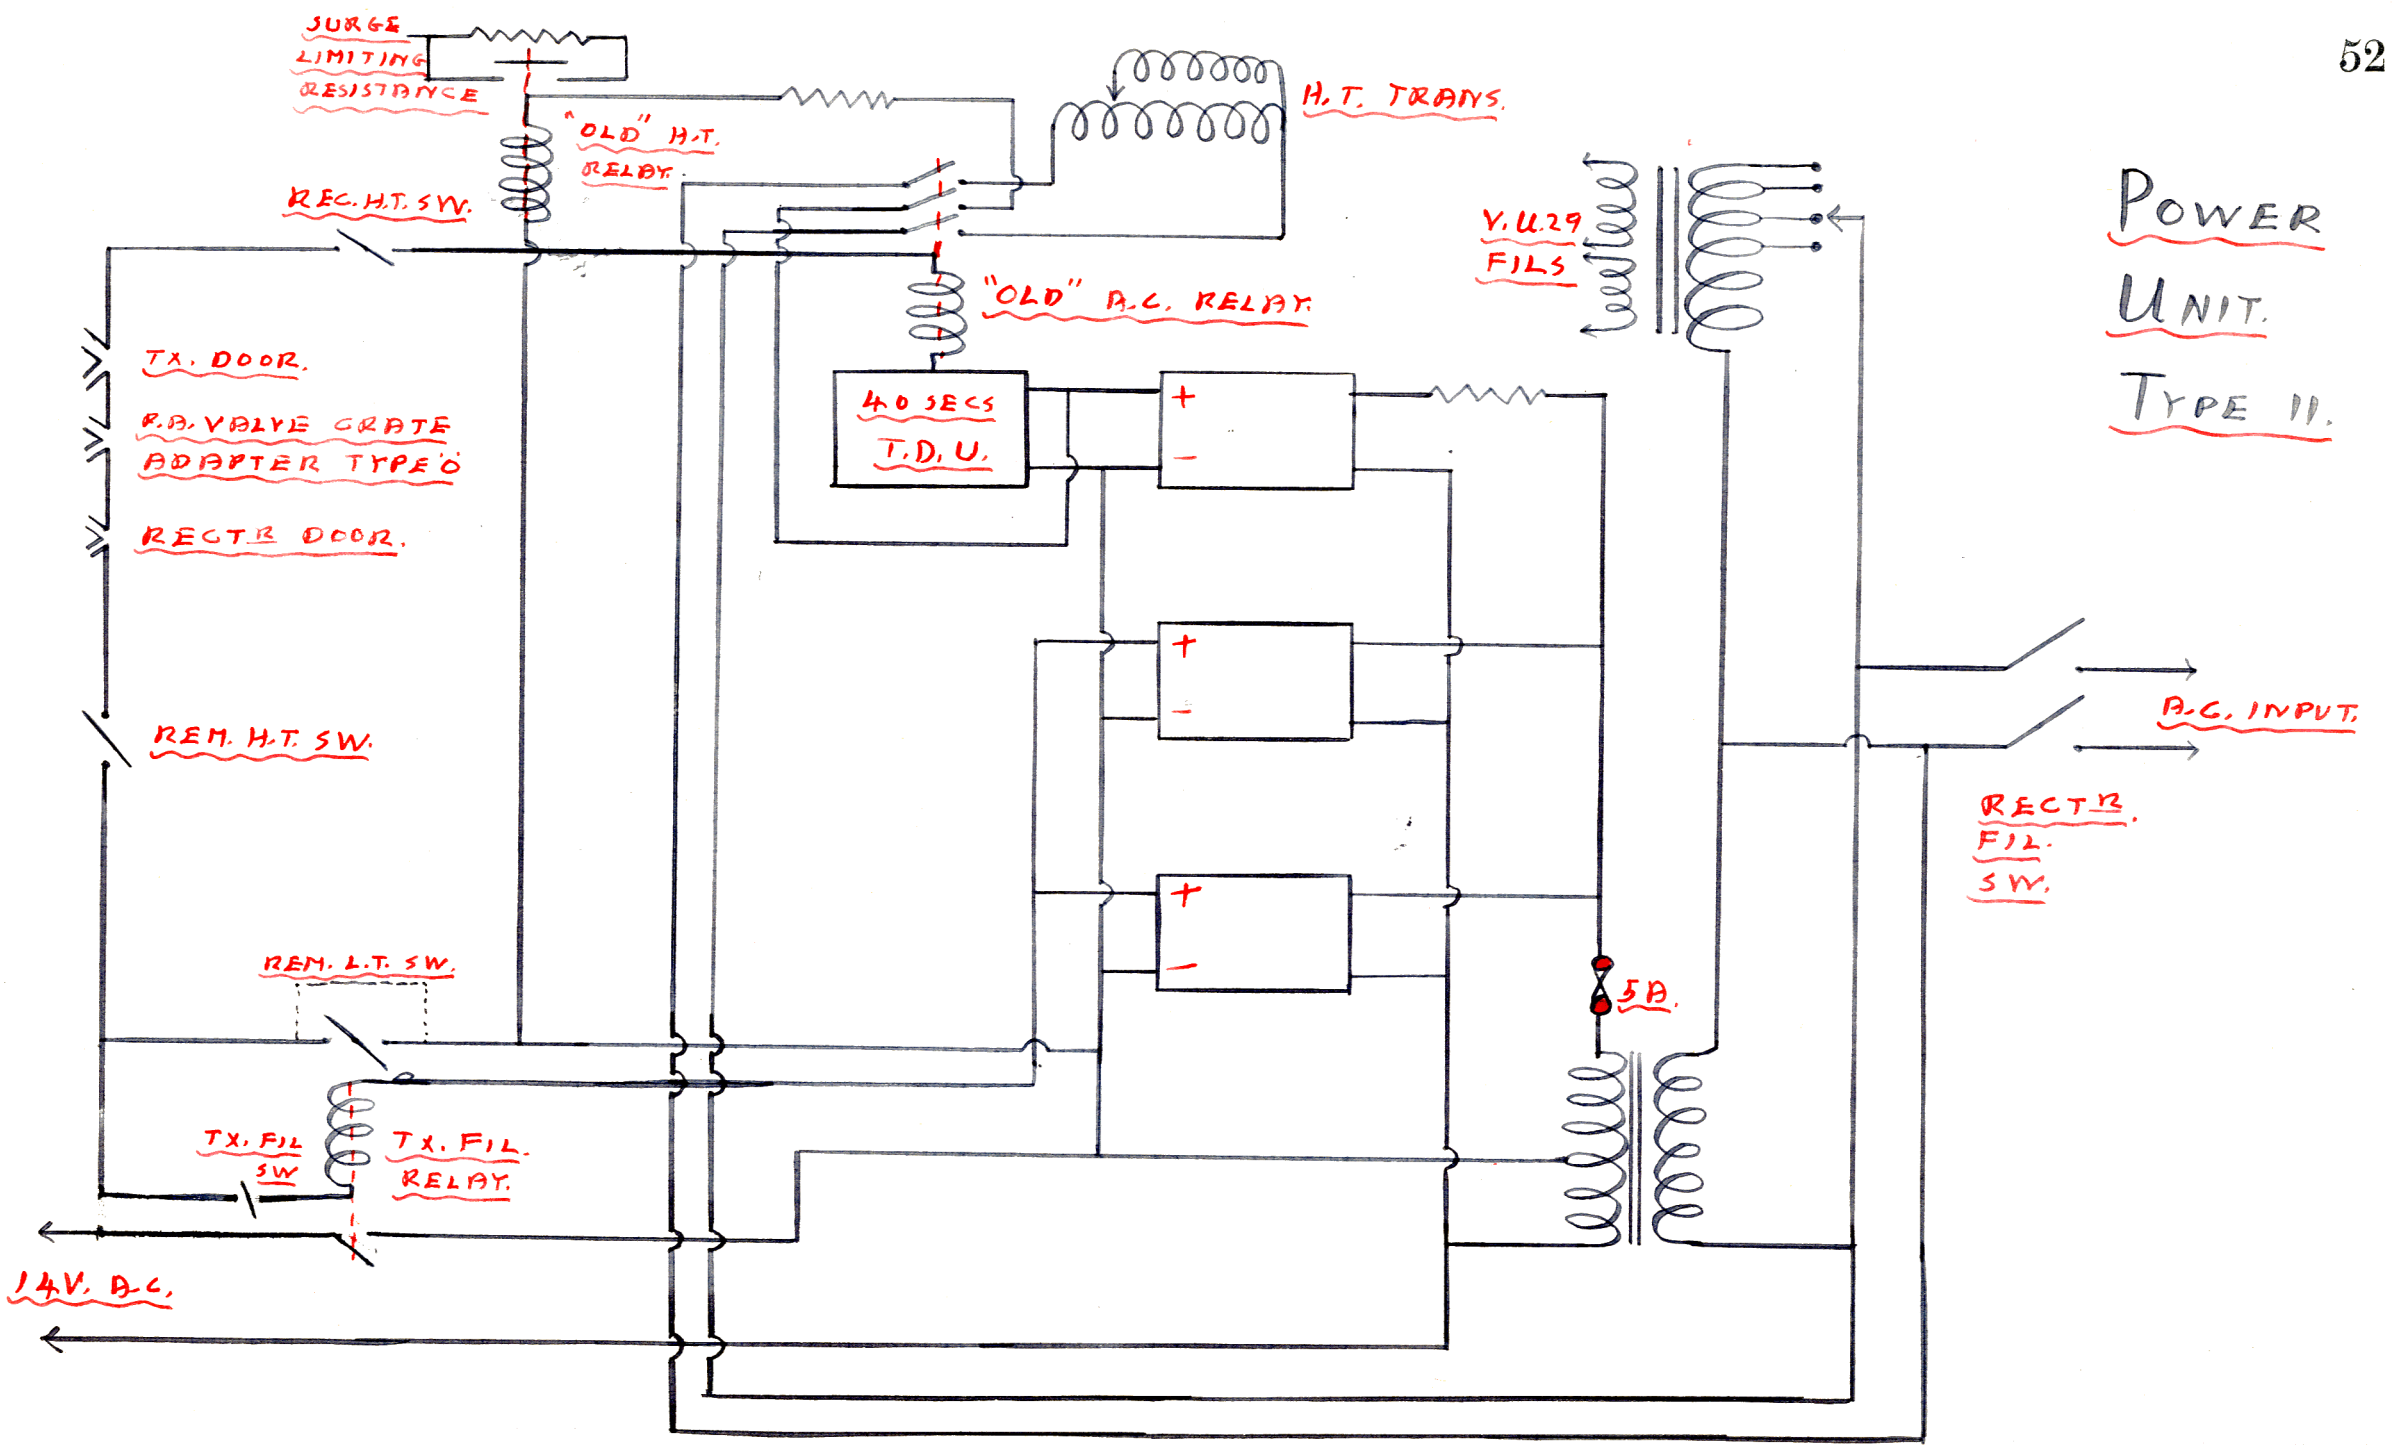 52
SURGE
LIMITING
RESISTANCE
"OLD" H.T.
RELAY.
H.T. TRANS.
REC. H.T. SW.
V.U.29
FILS
POWER
UNIT.
TYPE 11.
"OLD" A.C. RELAY.
TX. DOOR.
P.A. VALVE CRATE
ADAPTER TYPE 'O'
RECTR DOOR.
40 SECS
T.D.U.
+
-
+
-
+
-
REM. H.T. SW.
A.C. INPUT.
RECTR.
FIL.
SW.
REM. L.T. SW.
5A.
TX. FIL
SW
TX. FIL.
RELAY.
14V. A.C.